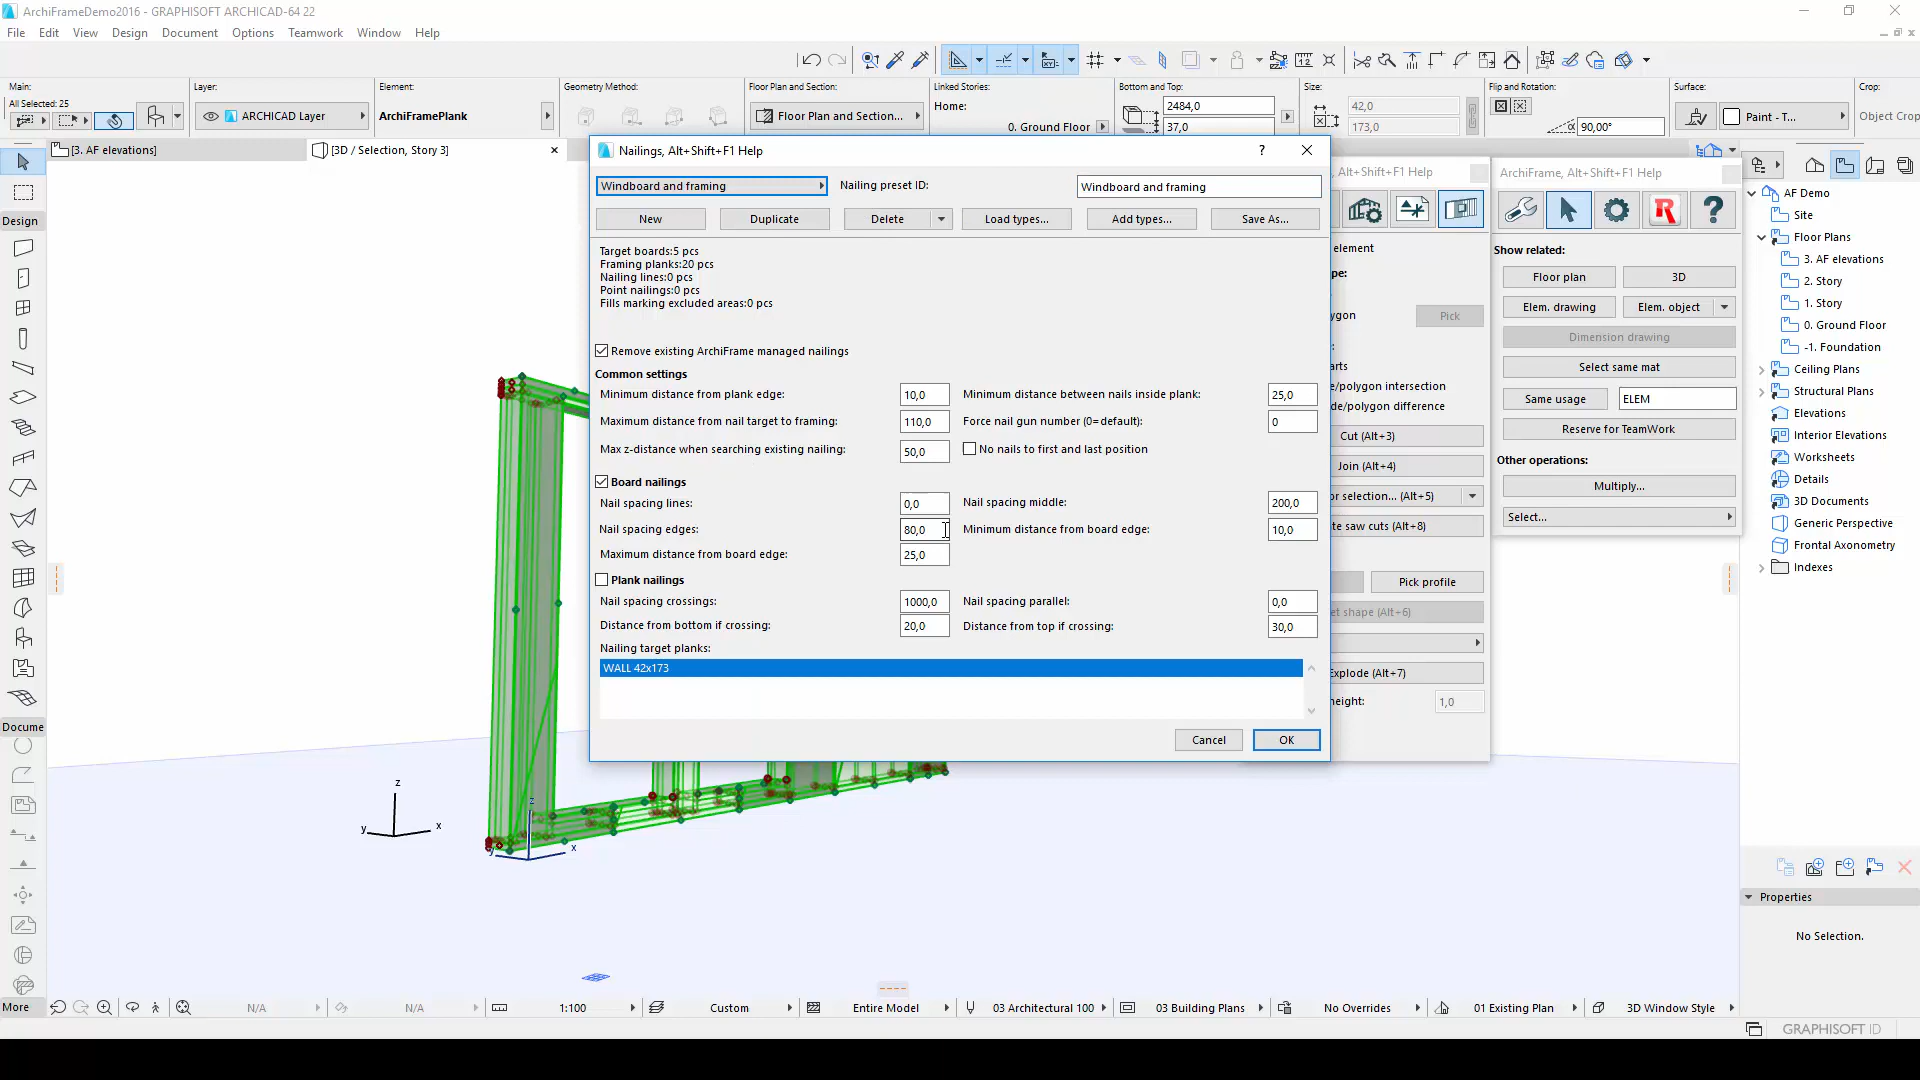 ArchiFrameDemo2016 - GRAPHISOFT ARCHICAD-64 22
File Edit View Design Document Options Teamwork Window Help
Main:
All Selected: 25
Layer:
ARCHICAD Layer
Element:
ArchiFramePlank
Geometry Method:
Floor Plan and Section:
Floor Plan and Section...
Linked Stories:
Home:
0. Ground Floor
Bottom and Top:
2484,0
37,0
Size:
42,0
173,0
Flip and Rotation:
90,00°
Surface:
Paint - T...
Crop:
Object Crop
[3. AF elevations]
[3D / Selection, Story 3]
Design
Docume
More
Nailings, Alt+Shift+F1 Help
?
Windboard and framing
Nailing preset ID:
Windboard and framing
New
Duplicate
Delete
Load types...
Add types...
Save As...
Target boards:5 pcs
Framing planks:20 pcs
Nailing lines:0 pcs
Point nailings:0 pcs
Fills marking excluded areas:0 pcs
Remove existing ArchiFrame managed nailings
Common settings
Minimum distance from plank edge: 10,0
Minimum distance between nails inside plank: 25,0
Maximum distance from nail target to framing: 110,0
Force nail gun number (0=default): 0
Max z-distance when searching existing nailing: 50,0
No nails to first and last position
Board nailings
Nail spacing lines: 0,0
Nail spacing middle: 200,0
Nail spacing edges: 80,0
Minimum distance from board edge: 10,0
Maximum distance from board edge: 25,0
Plank nailings
Nail spacing crossings: 1000,0
Nail spacing parallel: 0,0
Distance from bottom if crossing: 20,0
Distance from top if crossing: 30,0
Nailing target planks:
WALL 42x173
Cancel
OK
, Alt+Shift+F1 Help
element
pe:
ygon
Pick
:
arts
e/polygon intersection
de/polygon difference
Cut (Alt+3)
Join (Alt+4)
or selection... (Alt+5)
te saw cuts (Alt+8)
Pick profile
et shape (Alt+6)
Explode (Alt+7)
height: 1,0
ArchiFrame, Alt+Shift+F1 Help
R
?
Show related:
Floor plan
3D
Elem. drawing
Elem. object
Dimension drawing
Select same mat
Same usage
ELEM
Reserve for TeamWork
Other operations:
Multiply...
Select...
AF Demo
Site
Floor Plans
3. AF elevations
2. Story
1. Story
0. Ground Floor
-1. Foundation
Ceiling Plans
Structural Plans
Elevations
Interior Elevations
Worksheets
Details
3D Documents
Generic Perspective
Frontal Axonometry
Indexes
Properties
No Selection.
z
y
x
z
y
x
N/A
N/A
1:100
Custom
Entire Model
03 Architectural 100
03 Building Plans
No Overrides
01 Existing Plan
3D Window Style
GRAPHISOFT ID